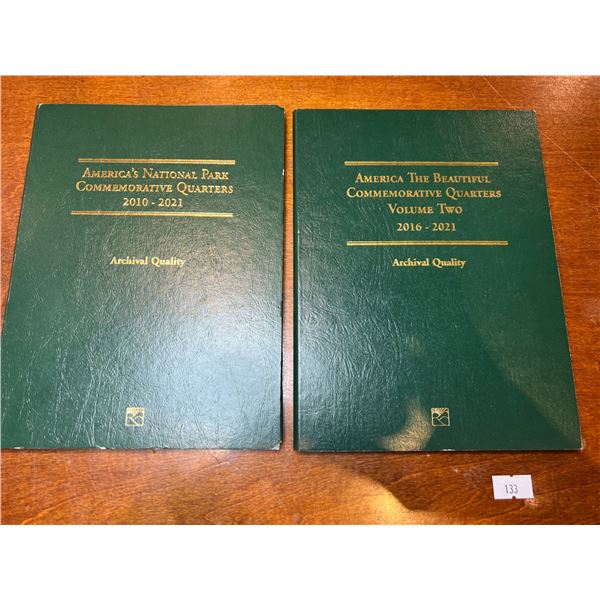 America's National Park
Commemorative Quarters
2010 - 2021
Archival Quality
America The Beautiful
Commemorative Quarters
Volume Two
2016 - 2021
Archival Quality
133